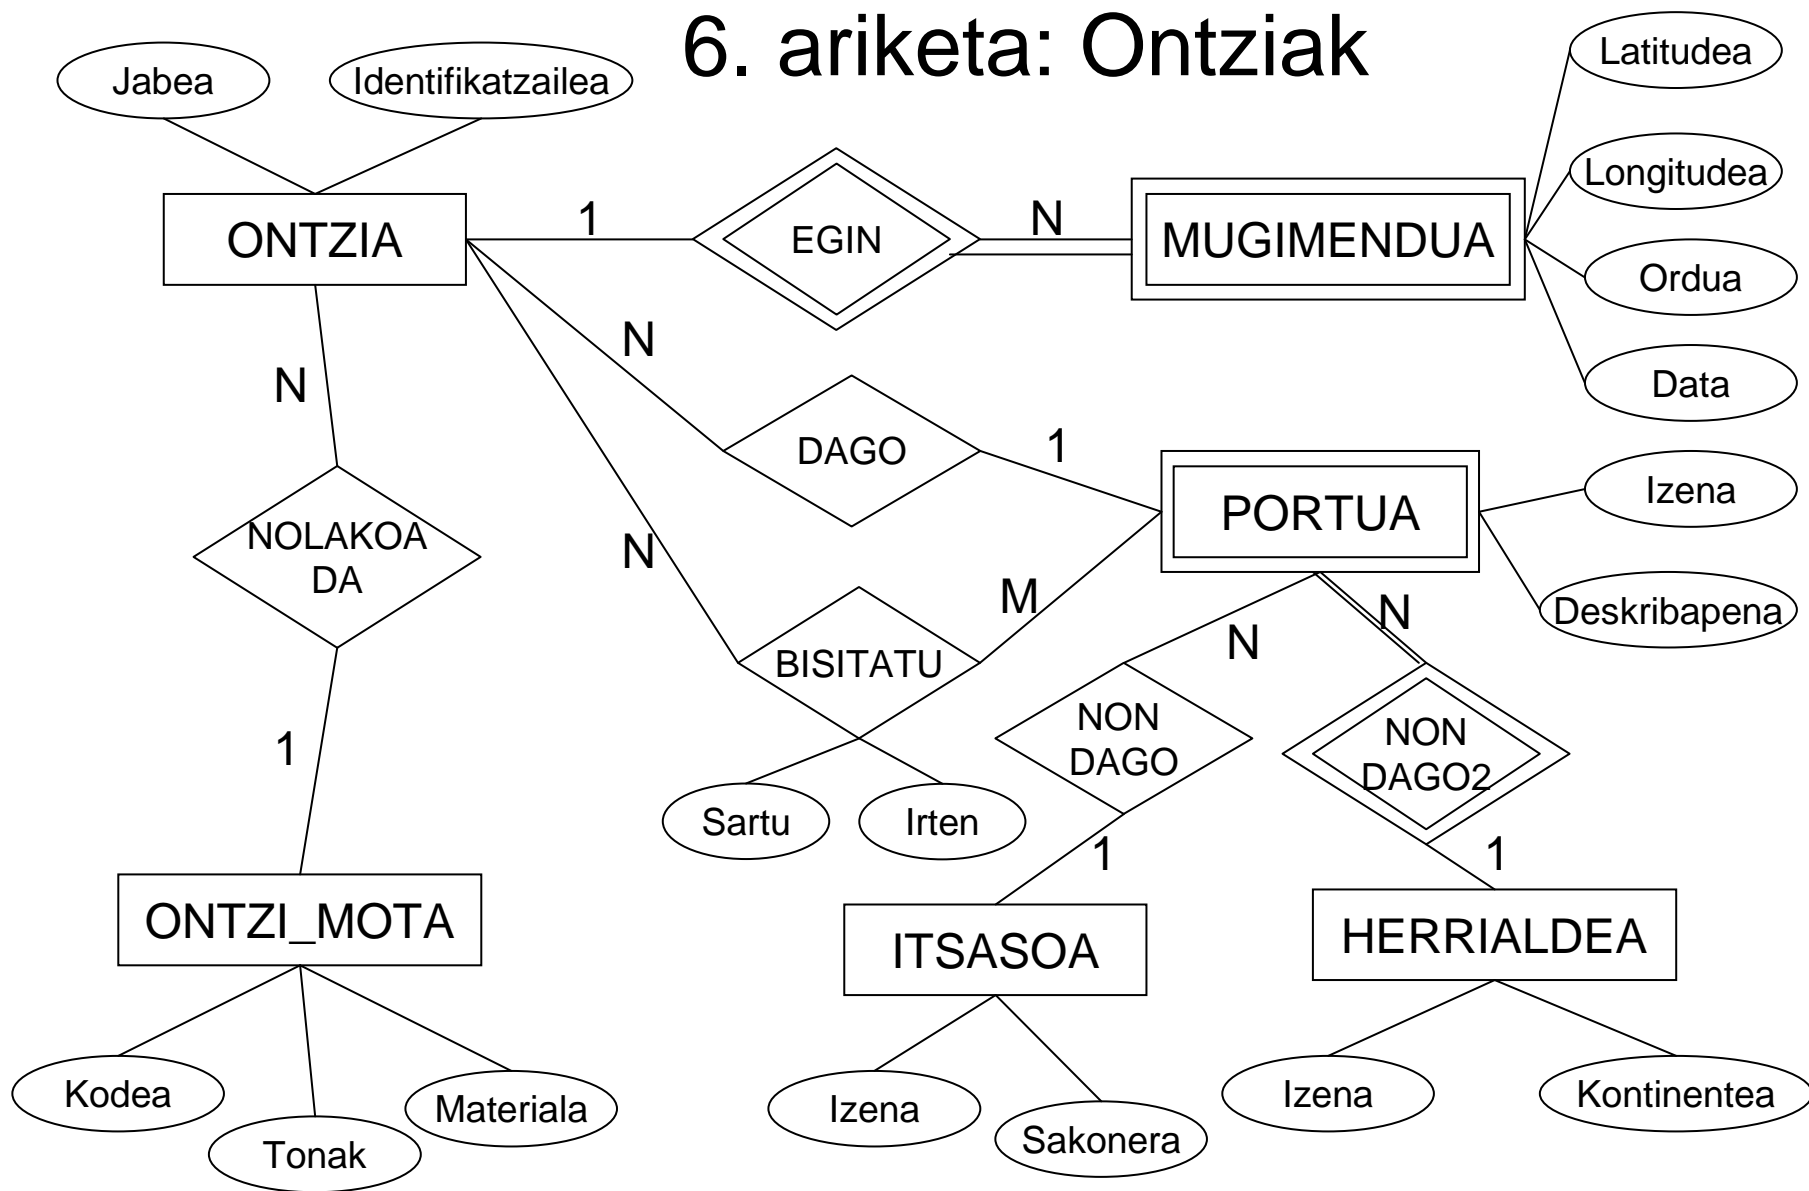 6. ariketa: Ontziak
Jabea
Identifikatzailea
Latitudea
Longitudea
Ordua
Data
ONTZIA
1
EGIN
N
MUGIMENDUA
N
N
DAGO
1
PORTUA
Izena
Deskribapena
NOLAKOA
DA
N
M
BISITATU
N
N
NON
DAGO
NON
DAGO2
1
Sartu
Irten
1
1
ONTZI_MOTA
ITSASOA
HERRIALDEA
Kodea
Tonak
Materiala
Izena
Sakonera
Izena
Kontinentea